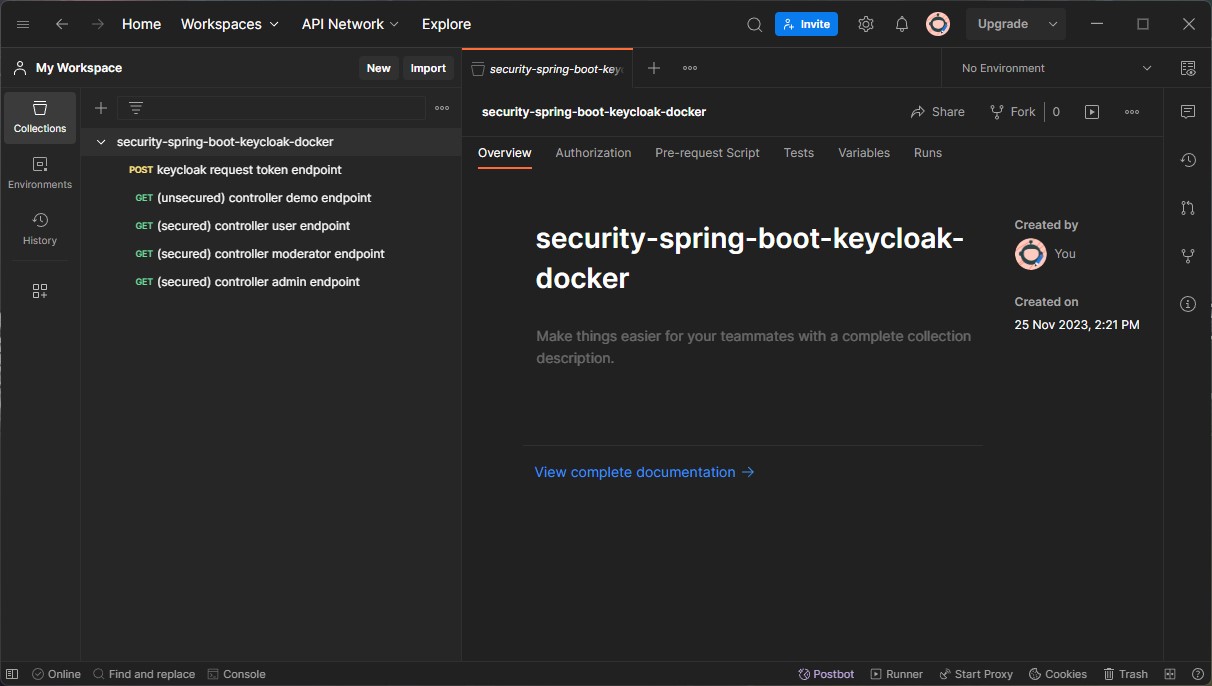 Home Workspaces API Network Explore Invite Upgrade
My Workspace New Import security-spring-boot-key No Environment
security-spring-boot-keycloak-docker Share Fork 0
Collections
Environments
History
security-spring-boot-keycloak-docker
POST keycloak request token endpoint
GET (unsecured) controller demo endpoint
GET (secured) controller user endpoint
GET (secured) controller moderator endpoint
GET (secured) controller admin endpoint
Overview Authorization Pre-request Script Tests Variables Runs
security-spring-boot-keycloak-
docker
Make things easier for your teammates with a complete collection
description.
View complete documentation →
Created by
You
Created on
25 Nov 2023, 2:21 PM
Online Find and replace Console Postbot Runner Start Proxy Cookies Trash